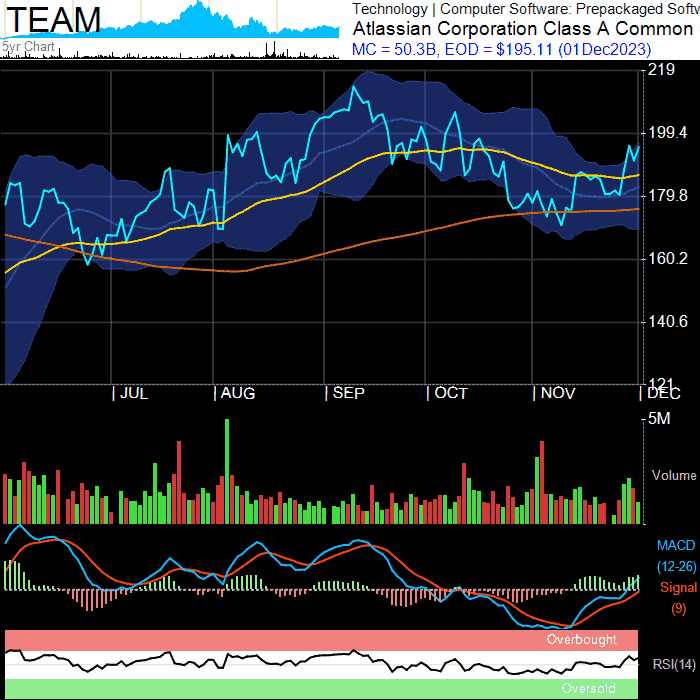 TEAM
5yr Chart
Technology | Computer Software: Prepackaged Softw
Atlassian Corporation Class A Common
MC = 50.3B, EOD = $195.11 (01Dec2023)
219
199.4
179.8
160.2
140.6
121
JUL AUG SEP OCT NOV DEC
5M
Volume
MACD
(12-26)
Signal
(9)
Overbought
RSI(14)
Oversold